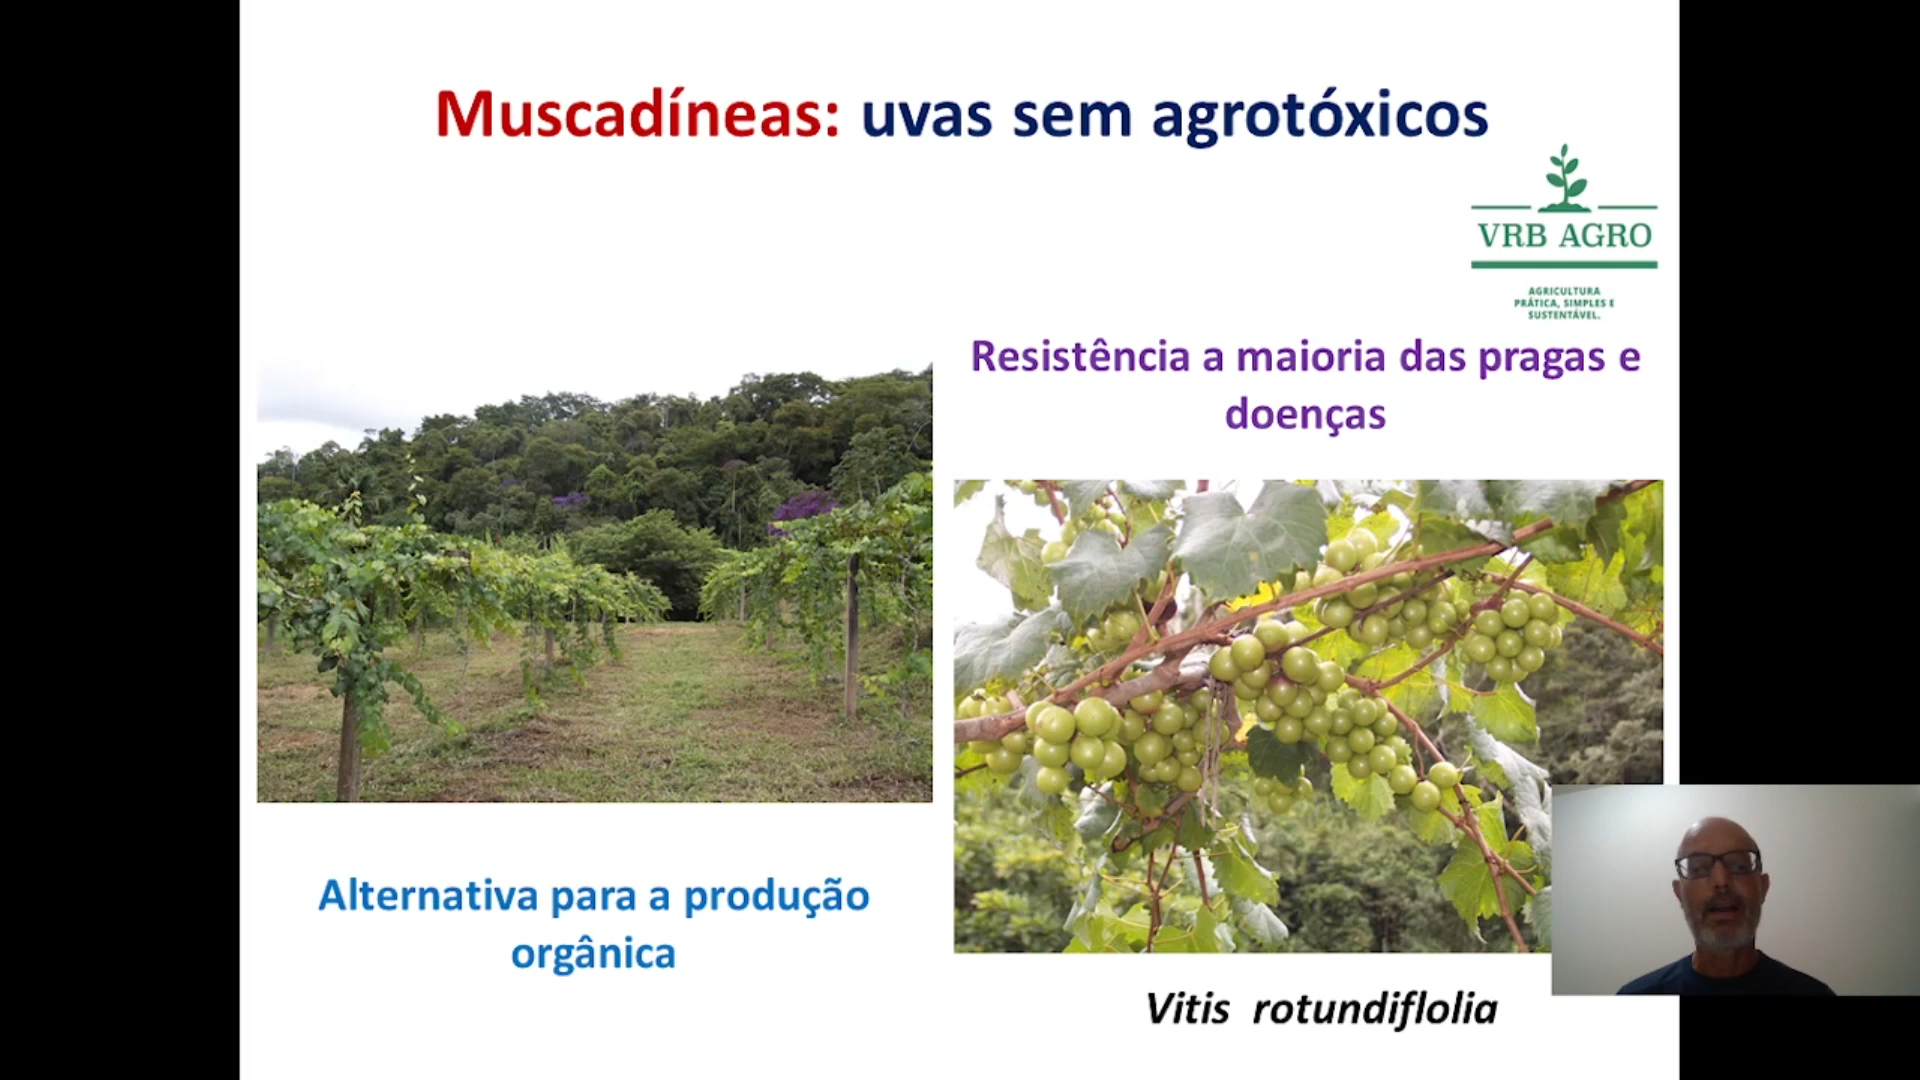 Muscadíneas: uvas sem agrotóxicos
VRB AGRO
AGRICULTURA
PRÁTICA, SIMPLES E
SUSTENTÁVEL.
Resistência a maioria das pragas e
doenças
Alternativa para a produção
orgânica
Vitis rotundiflolia